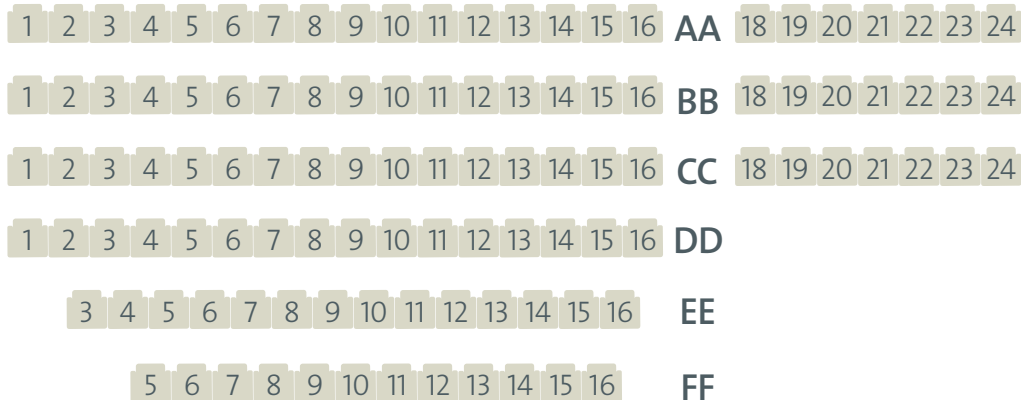 1 2 3 4 5 6 7 8 9 10 11 12 13 14 15 16 AA 18 19 20 21 22 23 24
1 2 3 4 5 6 7 8 9 10 11 12 13 14 15 16 BB 18 19 20 21 22 23 24
1 2 3 4 5 6 7 8 9 10 11 12 13 14 15 16 CC 18 19 20 21 22 23 24
1 2 3 4 5 6 7 8 9 10 11 12 13 14 15 16 DD
3 4 5 6 7 8 9 10 11 12 13 14 15 16 EE
5 6 7 8 9 10 11 12 13 14 15 16 FF